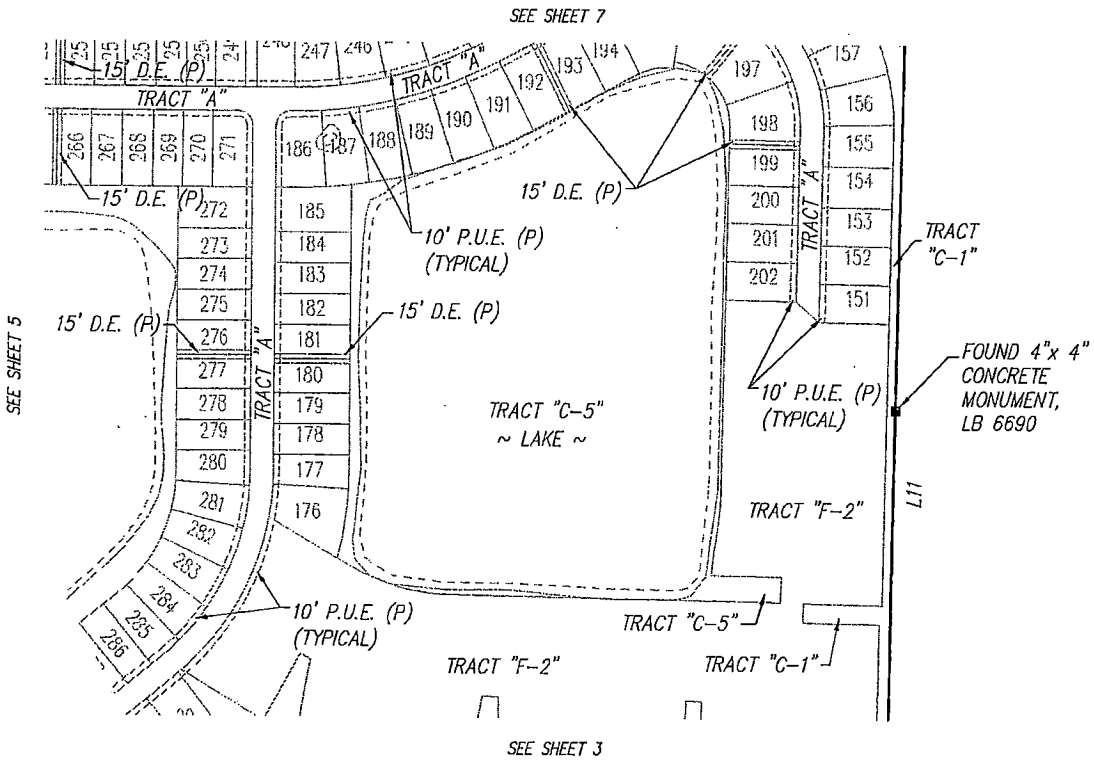 SEE SHEET 7
247
246
15' D.E. (P)
TRACT "A"
TRACT "A"
192
193
194
197
157
191
190
189
188
187
186
198
156
266
267
268
269
270
271
199
155
15' D.E. (P)
15' D.E. (P)
200
154
272
185
201
TRACT "A"
153
TRACT
"C-1"
273
184
10' P.U.E. (P)
(TYPICAL)
202
152
274
183
151
275
182
15' D.E. (P)
276
181
15' D.E. (P)
SEE SHEET 5
277
TRACT "A"
180
FOUND 4"x 4"
CONCRETE
MONUMENT,
LB 6690
278
179
10' P.U.E. (P)
(TYPICAL)
TRACT "C-5"
~ LAKE ~
279
178
280
177
281
176
TRACT "F-2"
L11
282
283
284
285
286
10' P.U.E. (P)
(TYPICAL)
TRACT "C-5"
TRACT "C-1"
TRACT "F-2"
SEE SHEET 3